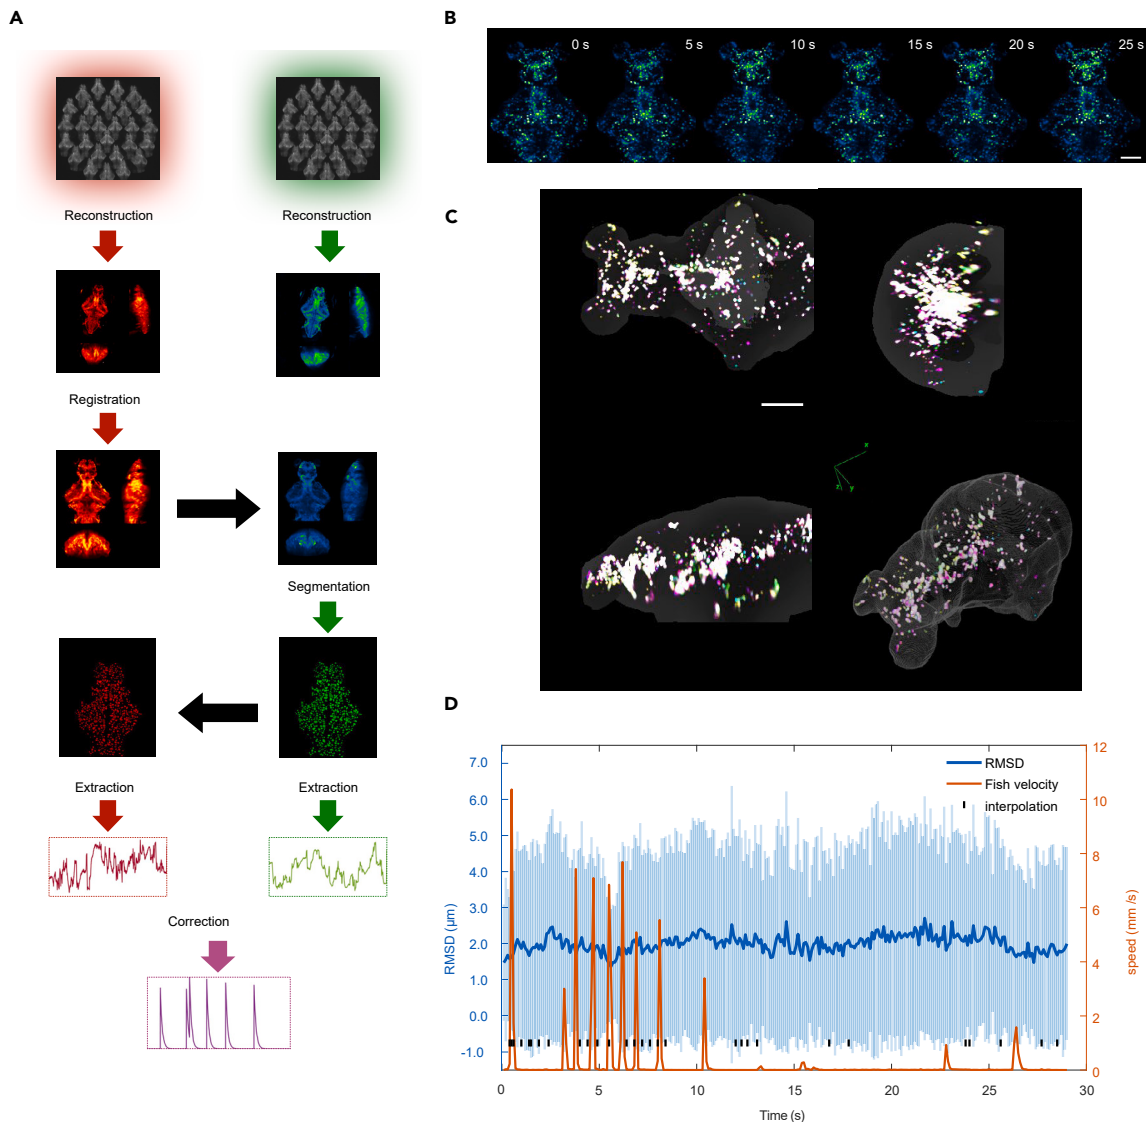 A
Reconstruction
Reconstruction
Registration
Segmentation
Extraction
Extraction
Correction
B
0 s
5 s
10 s
15 s
20 s
25 s
C
x
z
y
D
7.0
6.0
5.0
4.0
3.0
2.0
1.0
0.0
-1.0
RMSD (μm)
RMSD
Fish velocity
interpolation
12
10
8
6
4
2
0
speed (mm /s)
0
5
10
15
20
25
30
Time (s)